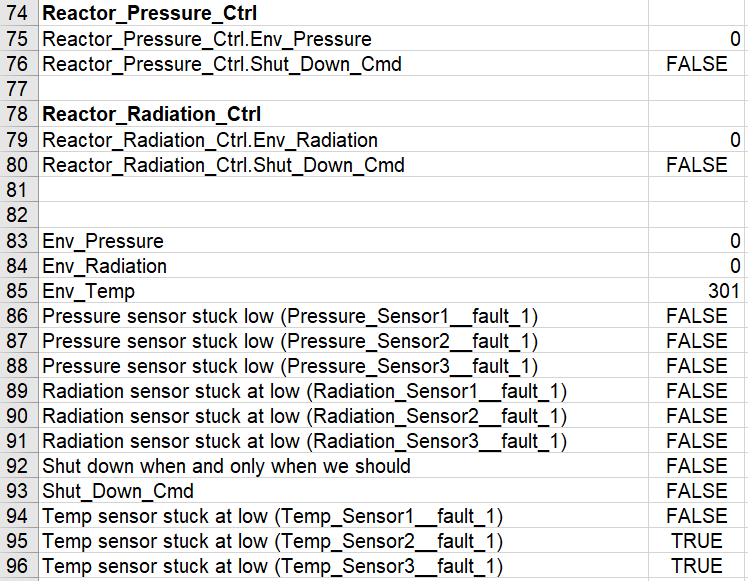 74 Reactor_Pressure_Ctrl
75 Reactor_Pressure_Ctrl.Env_Pressure 0
76 Reactor_Pressure_Ctrl.Shut_Down_Cmd FALSE
77
78 Reactor_Radiation_Ctrl
79 Reactor_Radiation_Ctrl.Env_Radiation 0
80 Reactor_Radiation_Ctrl.Shut_Down_Cmd FALSE
81
82
83 Env_Pressure 0
84 Env_Radiation 0
85 Env_Temp 301
86 Pressure sensor stuck low (Pressure_Sensor1__fault_1) FALSE
87 Pressure sensor stuck low (Pressure_Sensor2__fault_1) FALSE
88 Pressure sensor stuck low (Pressure_Sensor3__fault_1) FALSE
89 Radiation sensor stuck at low (Radiation_Sensor1__fault_1) FALSE
90 Radiation sensor stuck at low (Radiation_Sensor2__fault_1) FALSE
91 Radiation sensor stuck at low (Radiation_Sensor3__fault_1) FALSE
92 Shut down when and only when we should FALSE
93 Shut_Down_Cmd FALSE
94 Temp sensor stuck at low (Temp_Sensor1__fault_1) FALSE
95 Temp sensor stuck at low (Temp_Sensor2__fault_1) TRUE
96 Temp sensor stuck at low (Temp_Sensor3__fault_1) TRUE